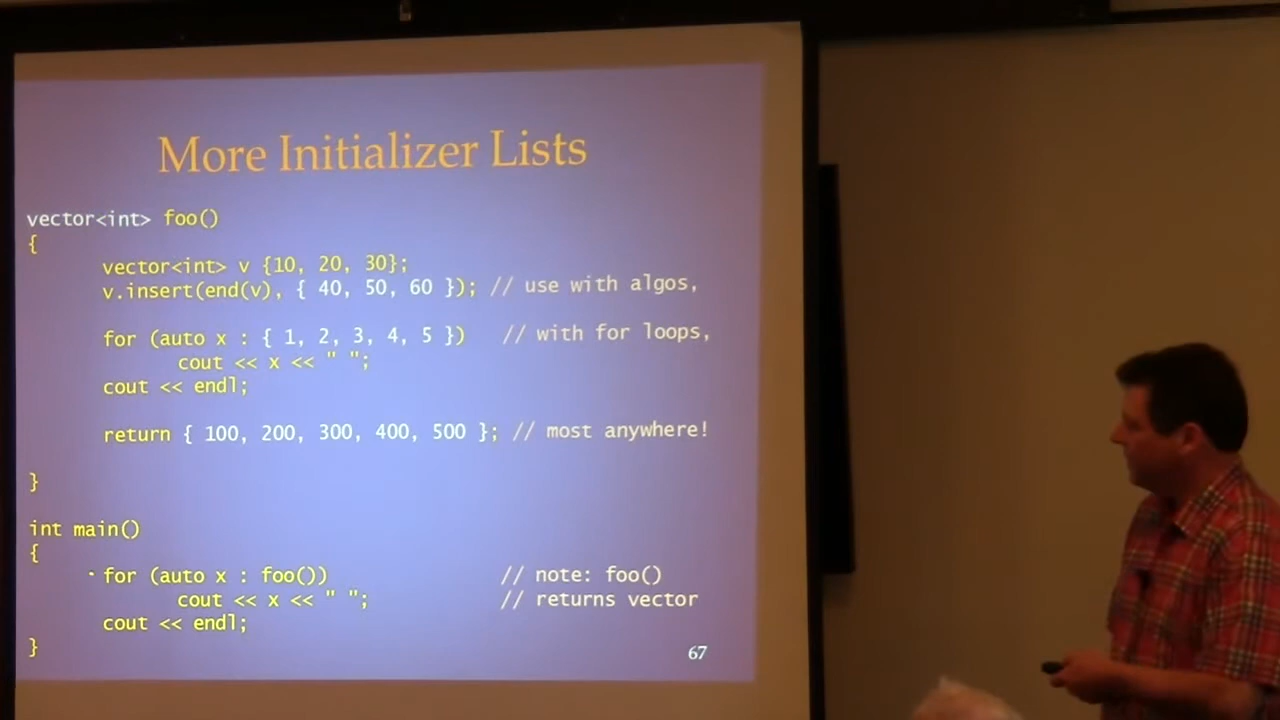 More Initializer Lists
vector<int> foo()
{
vector<int> v {10, 20, 30};
v.insert(end(v), { 40, 50, 60 }); // use with algos,
for (auto x : { 1, 2, 3, 4, 5 }) // with for loops,
cout << x << " ";
cout << endl;
return { 100, 200, 300, 400, 500 }; // most anywhere!
}
int main()
{
for (auto x : foo()) // note: foo()
cout << x << " "; // returns vector
cout << endl;
}
67